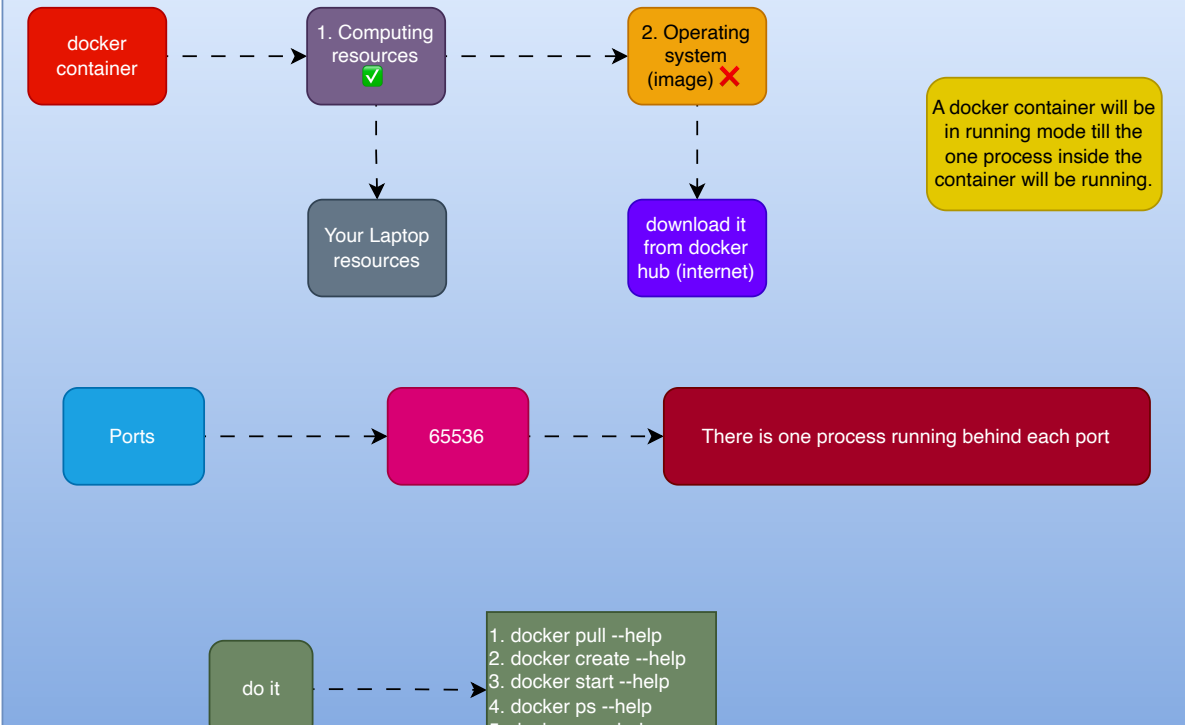 docker
container
1. Computing
resources
✅
2. Operating
system
(image) ❌
A docker container will be
in running mode till the
one process inside the
container will be running.
Your Laptop
resources
download it
from docker
hub (internet)
Ports
65536
There is one process running behind each port
do it
1. docker pull --help
2. docker create --help
3. docker start --help
4. docker ps --help